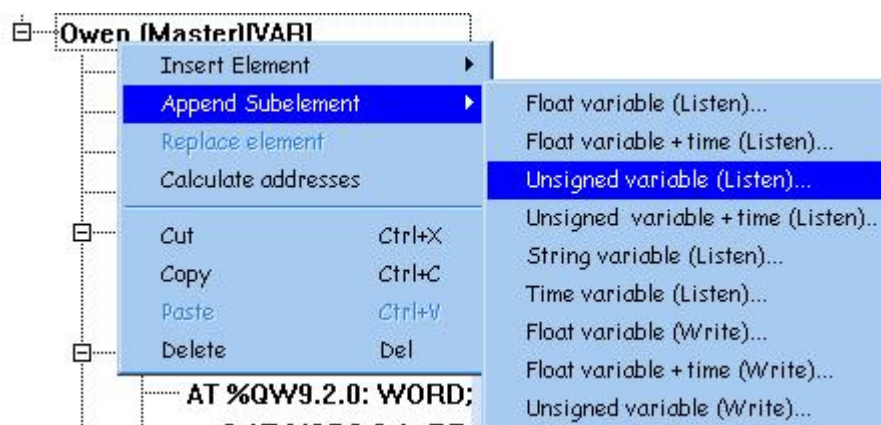 Owen (Master)[VAR]
Insert Element
Append Subelement
Replace element
Calculate addresses
Cut Ctrl+X
Copy Ctrl+C
Paste Ctrl+V
Delete Del
Float variable (Listen)...
Float variable + time (Listen)...
Unsigned variable (Listen)...
Unsigned variable + time (Listen)..
String variable (Listen)...
Time variable (Listen)...
Float variable (Write)...
Float variable + time (Write)...
Unsigned variable (Write)...
AT %QW9.2.0: WORD;